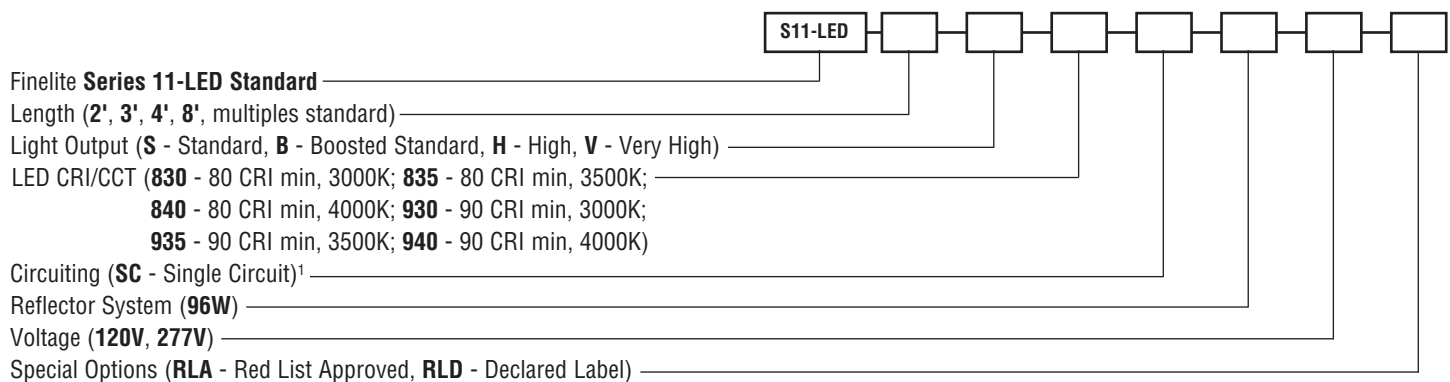 S11-LED
Finelite Series 11-LED Standard
Length (2', 3', 4', 8', multiples standard)
Light Output (S - Standard, B - Boosted Standard, H - High, V - Very High)
LED CRI/CCT (830 - 80 CRI min, 3000K; 835 - 80 CRI min, 3500K;
840 - 80 CRI min, 4000K; 930 - 90 CRI min, 3000K;
935 - 90 CRI min, 3500K; 940 - 90 CRI min, 4000K)
Circuiting (SC - Single Circuit)¹
Reflector System (96W)
Voltage (120V, 277V)
Special Options (RLA - Red List Approved, RLD - Declared Label)